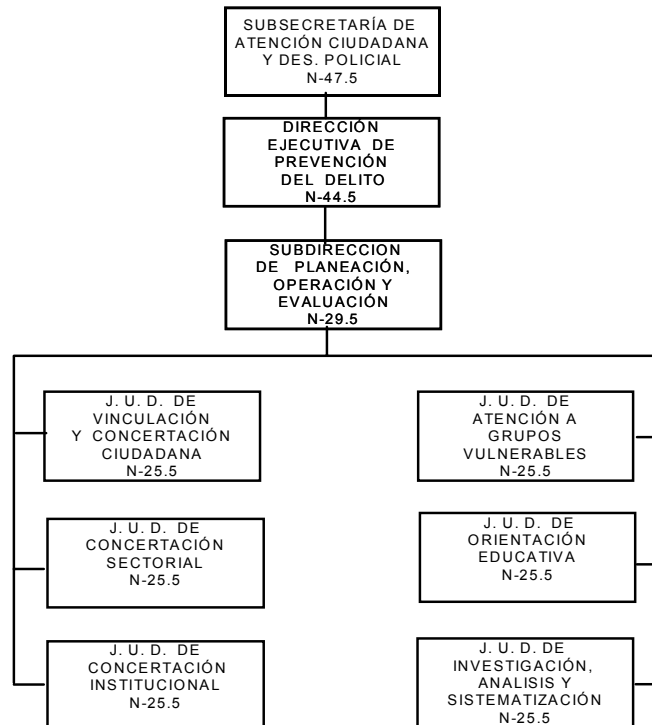 SUBSECRETARÍA DE
ATENCIÓN CIUDADANA
Y DES. POLICIAL
N-47.5
DIRECCIÓN
EJECUTIVA DE
PREVENCIÓN
DEL DELITO
N-44.5
SUBDIRECCION
DE PLANEACIÓN,
OPERACIÓN Y
EVALUACIÓN
N-29.5
J. U. D. DE
VINCULACIÓN
Y CONCERTACIÓN
CIUDADANA
N-25.5
J. U. D. DE
ATENCIÓN A
GRUPOS
VULNERABLES
N-25.5
J. U. D. DE
CONCERTACIÓN
SECTORIAL
N-25.5
J. U. D. DE
ORIENTACIÓN
EDUCATIVA
N-25.5
J. U. D. DE
CONCERTACIÓN
INSTITUCIONAL
N-25.5
J. U. D. DE
INVESTIGACIÓN,
ANALISIS Y
SISTEMATIZACIÓN
N-25.5